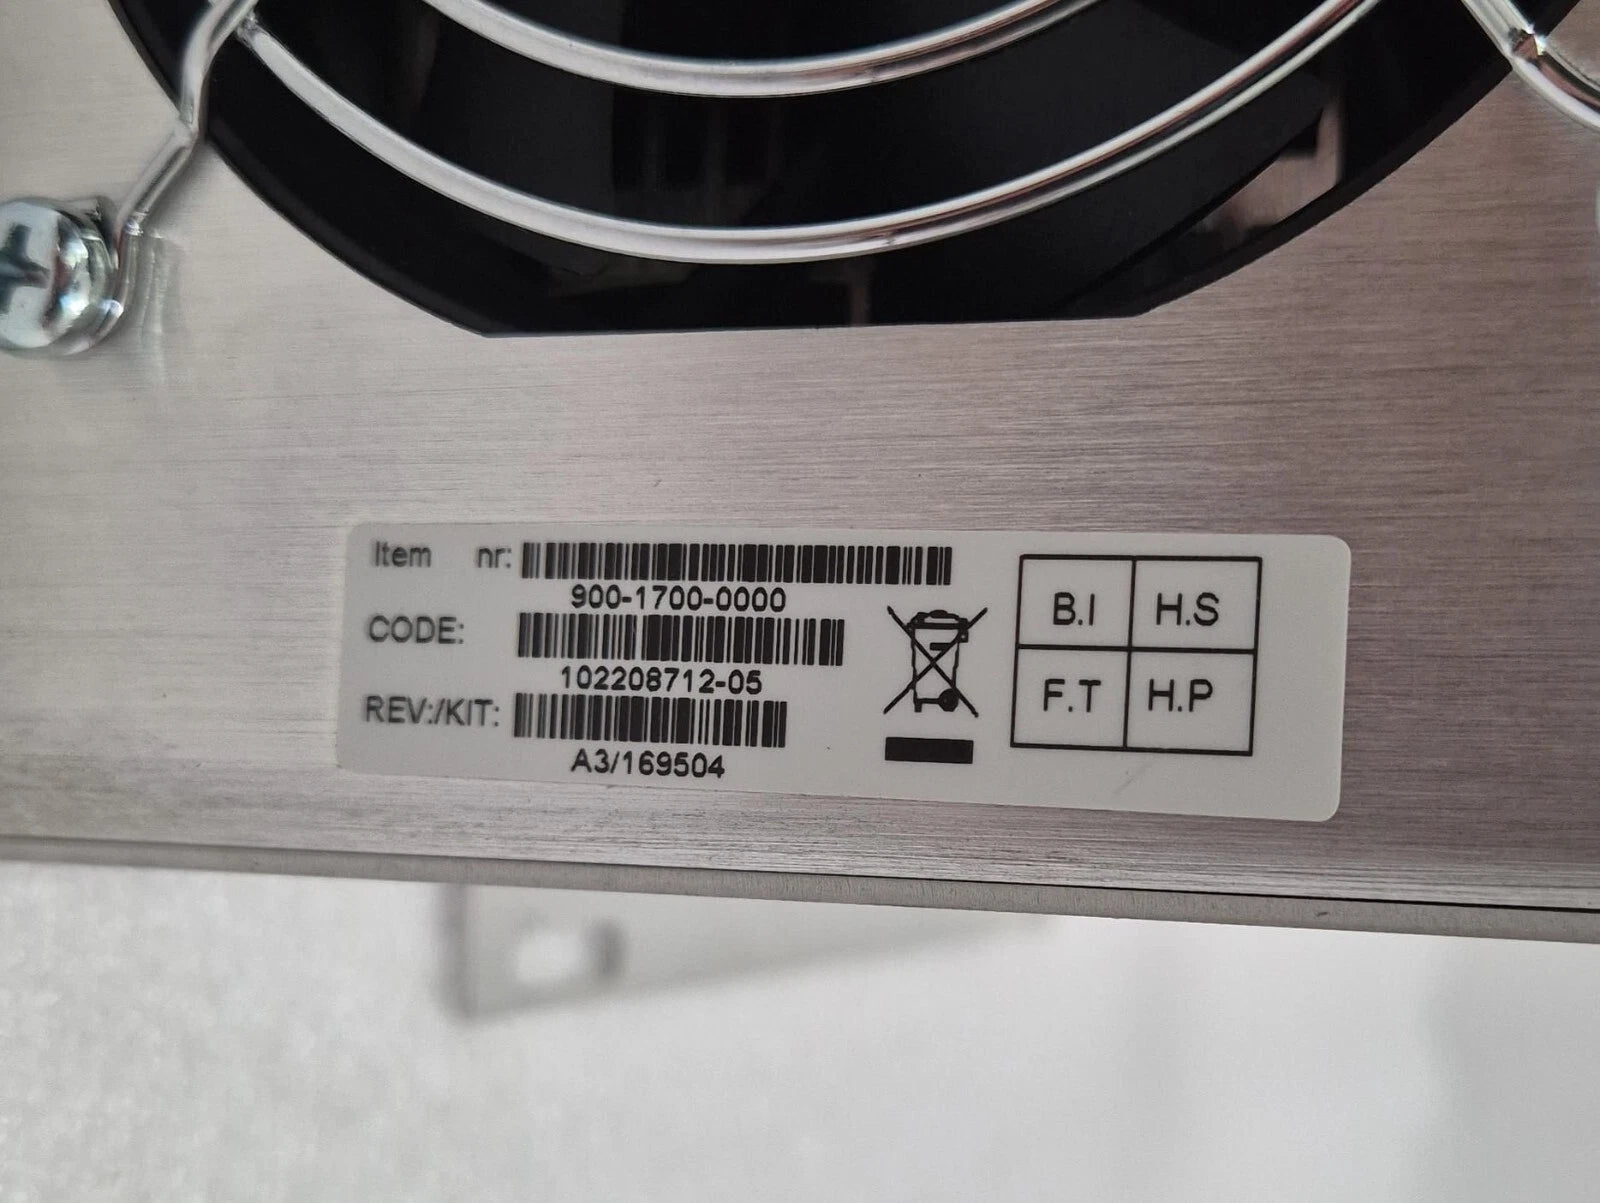 Item nr:
900-1700-0000
CODE:
102208712-05
REV:/KIT:
A3/169504
B.I H.S
F.T H.P